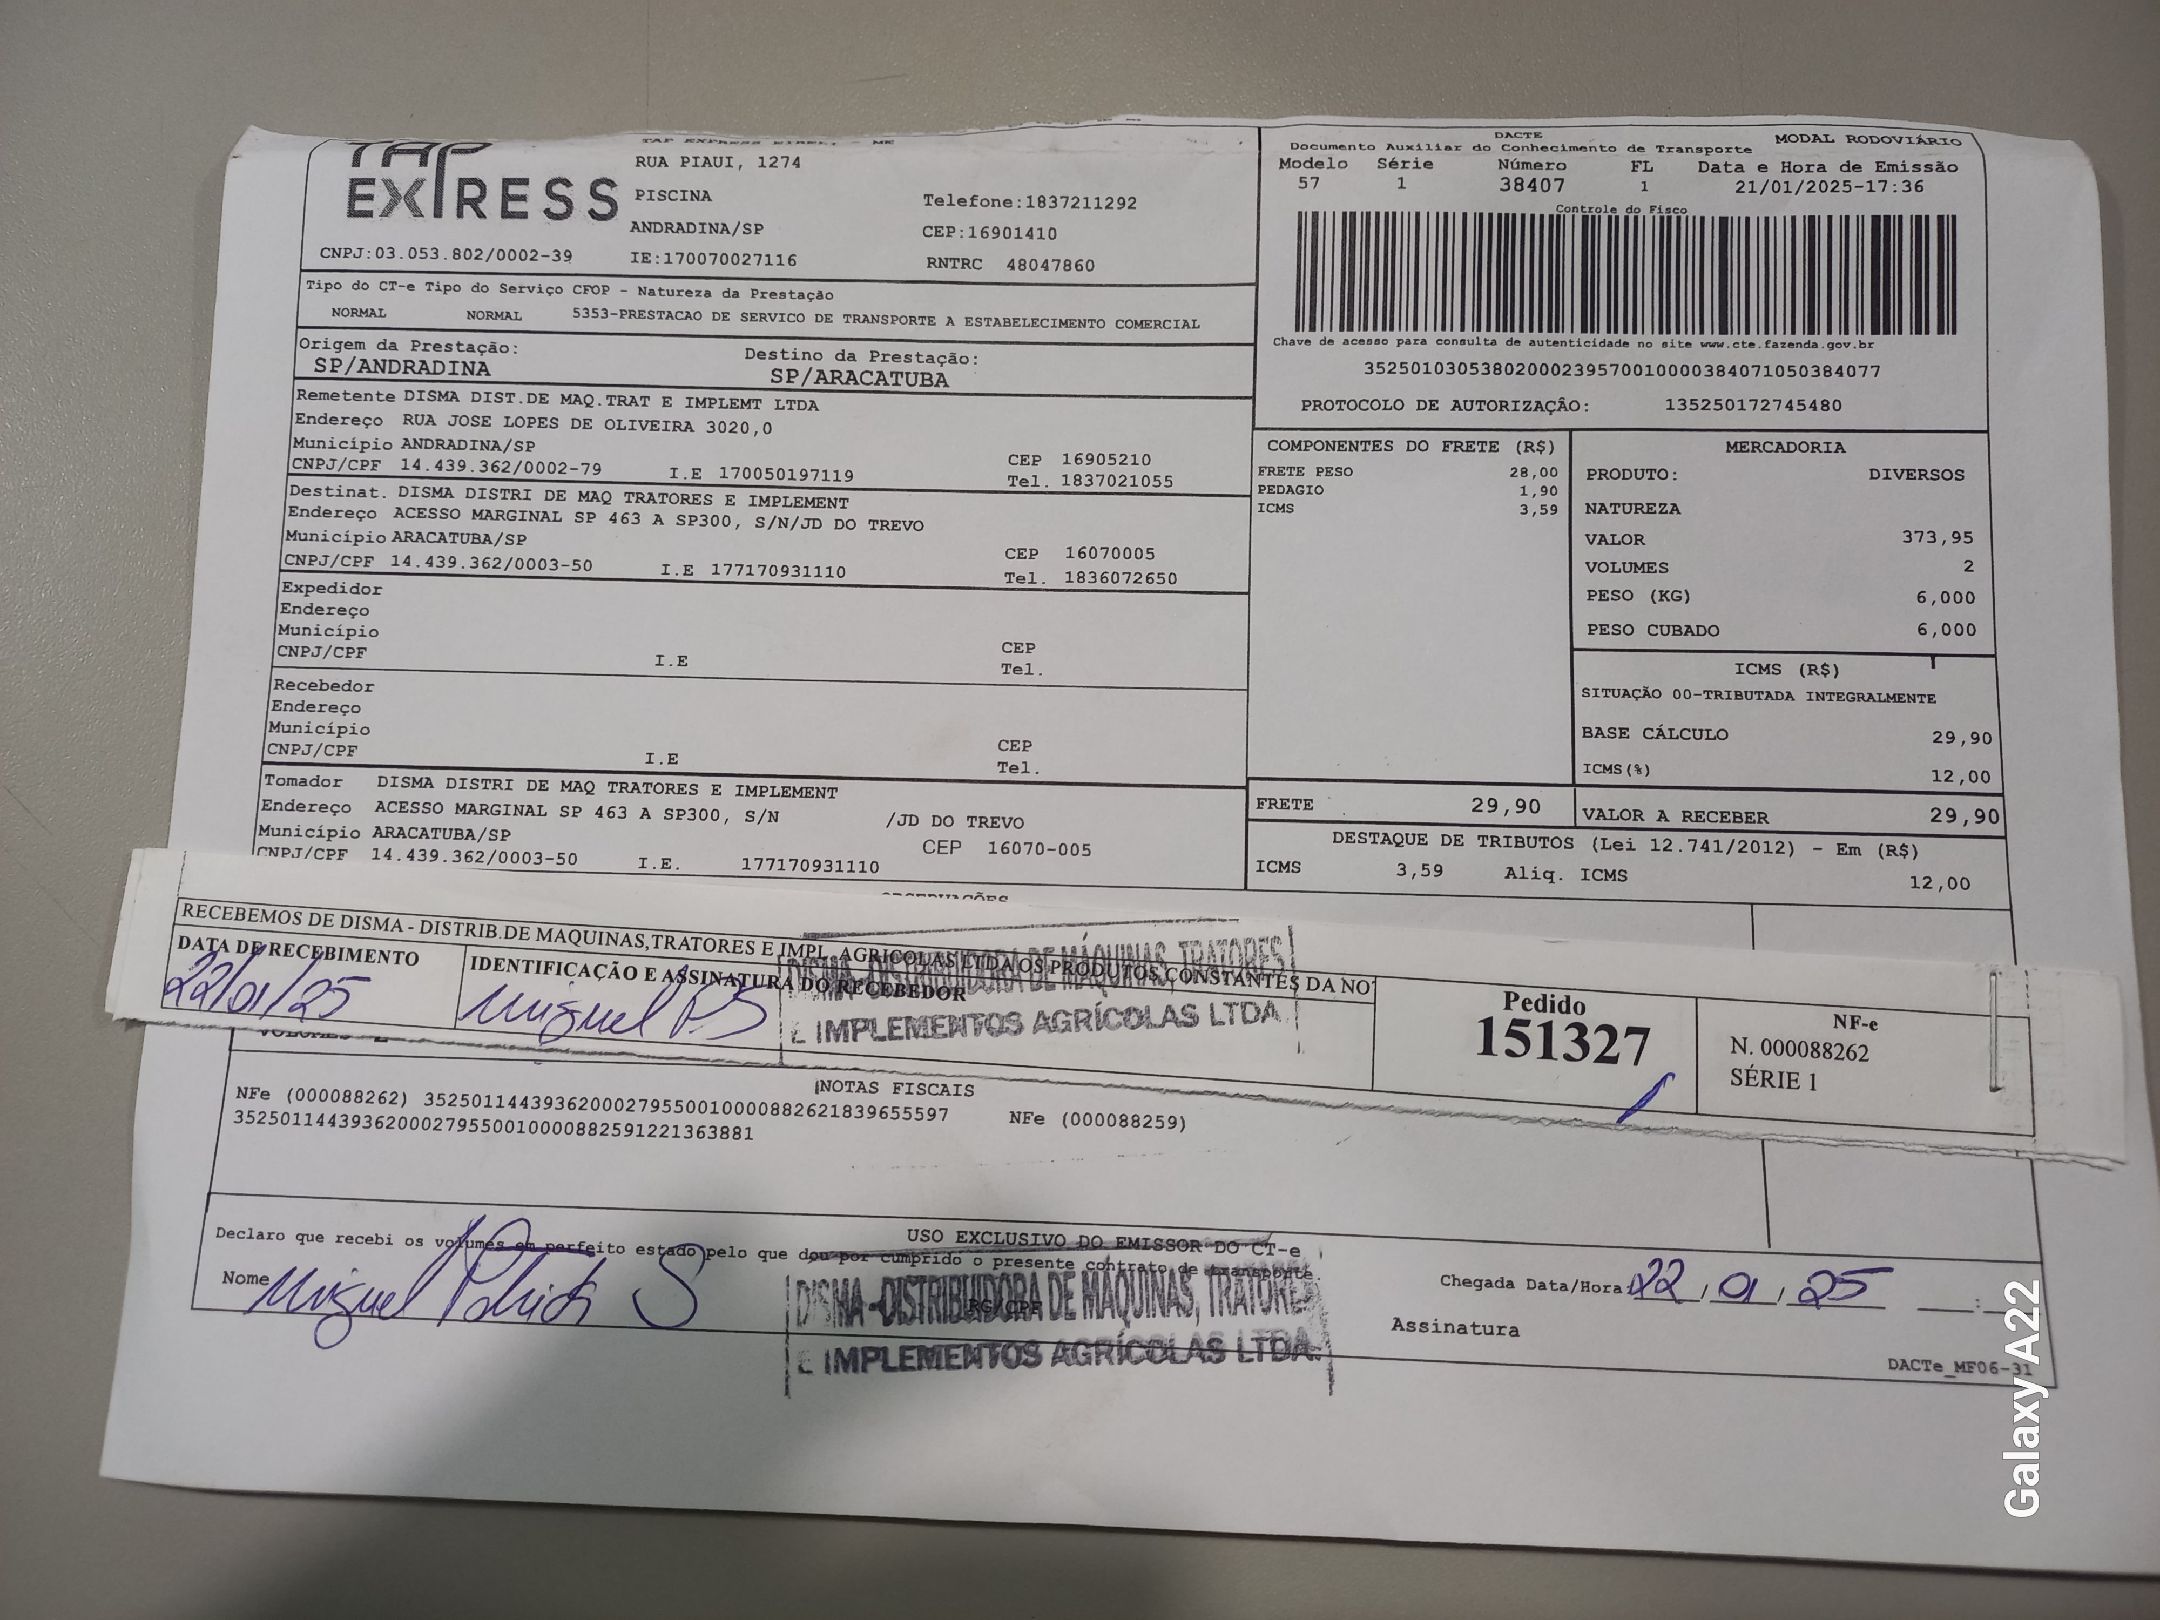 TAP
EXPRESS
RUA PIAUI, 1274
PISCINA
Telefone:1837211292
ANDRADINA/SP
CEP:16901410
CNPJ:03.053.802/0002-39
IE:170070027116
RNTRC 48047860
DACTE
MODAL RODOVIÁRIO
Documento Auxiliar do Conhecimento de Transporte
Modelo Série Número FL Data e Hora de Emissão
57 1 38407 1 21/01/2025-17:36
Controle do Fisco
Chave de acesso para consulta de autenticidade no site www.cte.fazenda.gov.br
35250103053802000239570010000384071050384077
PROTOCOLO DE AUTORIZAÇÃO: 135250172745480
Tipo do CT-e Tipo do Serviço CFOP - Natureza da Prestação
NORMAL NORMAL 5353-PRESTACAO DE SERVICO DE TRANSPORTE A ESTABELECIMENTO COMERCIAL
Origem da Prestação: Destino da Prestação:
SP/ANDRADINA SP/ARACATUBA
Remetente DISMA DIST.DE MAQ.TRAT E IMPLEMT LTDA
Endereço RUA JOSE LOPES DE OLIVEIRA 3020,0
Município ANDRADINA/SP CEP 16905210
CNPJ/CPF 14.439.362/0002-79 I.E 170050197119 Tel. 1837021055
Destinat. DISMA DISTRI DE MAQ TRATORES E IMPLEMENT
Endereço ACESSO MARGINAL SP 463 A SP300, S/N/JD DO TREVO
Município ARACATUBA/SP CEP 16070005
CNPJ/CPF 14.439.362/0003-50 I.E 177170931110 Tel. 1836072650
Expedidor
Endereço
Município CEP
CNPJ/CPF I.E Tel.
Recebedor
Endereço
Município CEP
CNPJ/CPF I.E Tel.
Tomador DISMA DISTRI DE MAQ TRATORES E IMPLEMENT
Endereço ACESSO MARGINAL SP 463 A SP300, S/N /JD DO TREVO
Município ARACATUBA/SP CEP 16070-005
CNPJ/CPF 14.439.362/0003-50 I.E. 177170931110
COMPONENTES DO FRETE (R$)
FRETE PESO 28,00
PEDAGIO 1,90
ICMS 3,59
MERCADORIA
PRODUTO: DIVERSOS
NATUREZA
VALOR 373,95
VOLUMES 2
PESO (KG) 6,000
PESO CUBADO 6,000
ICMS (R$)
SITUAÇÃO 00-TRIBUTADA INTEGRALMENTE
BASE CÁLCULO 29,90
ICMS(%) 12,00
FRETE 29,90 VALOR A RECEBER 29,90
DESTAQUE DE TRIBUTOS (Lei 12.741/2012) - Em (R$)
ICMS 3,59 Aliq. ICMS 12,00
OBSERVAÇÕES
RECEBEMOS DE DISMA - DISTRIB.DE MAQUINAS,TRATORES E IMPL. AGRICOLAS LTDA OS PRODUTOS CONSTANTES DA NO
DATA DE RECEBIMENTO
22/01/25
IDENTIFICAÇÃO E ASSINATURA DO RECEBEDOR
Miguel PS
DISMA - DISTRIBUIDORA DE MÁQUINAS, TRATORES
E IMPLEMENTOS AGRÍCOLAS LTDA
Pedido
151327
NF-e
N. 000088262
SÉRIE 1
NOTAS FISCAIS
NFe (000088262) 35250114439362000279550010000882621839655597 NFe (000088259)
35250114439362000279550010000882591221363881
USO EXCLUSIVO DO EMISSOR DO CT-e
Declaro que recebi os volumes em perfeito estado pelo que dou por cumprido o presente contrato de transporte.
Nome Miguel S
RG/CPF
DISMA - DISTRIBUIDORA DE MÁQUINAS, TRATORES
E IMPLEMENTOS AGRÍCOLAS LTDA.
Chegada Data/Hora 22/01/25 :
Assinatura
DACTe_MF06-31
Galaxy A22